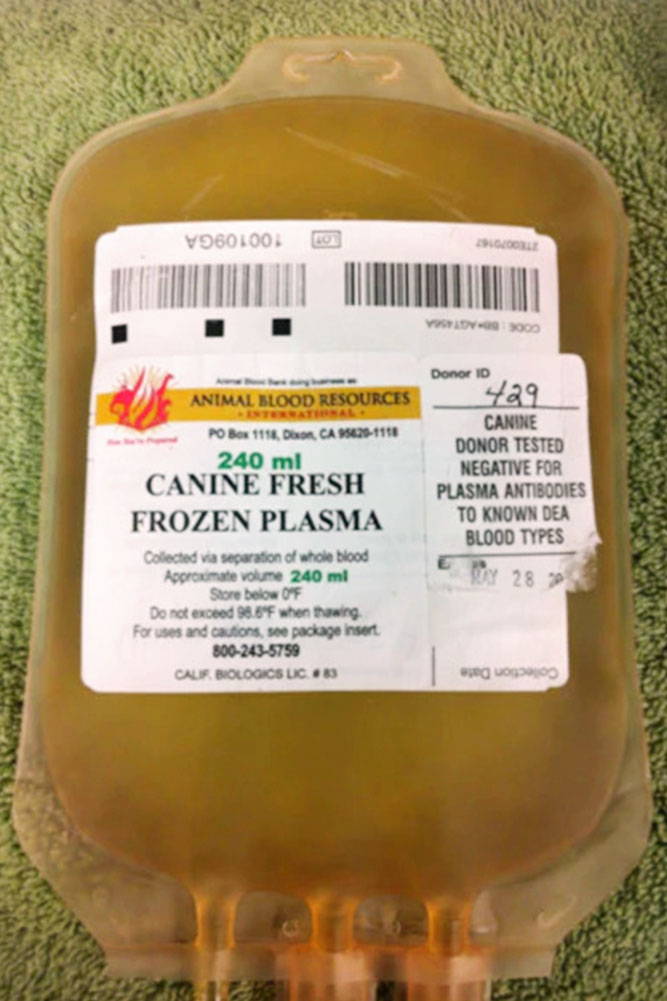 100109GA
LOT
2TE0070167
CODE : BB*AGT456A
Animal Blood Bank doing business as
ANIMAL BLOOD RESOURCES
• INTERNATIONAL •
PO Box 1118, Dixon, CA 95620-1118
240 ml
CANINE FRESH
FROZEN PLASMA
Collected via separation of whole blood
Approximate volume 240 ml
Store below 0°F
Do not exceed 98.6°F when thawing.
For uses and cautions, see package insert.
800-243-5759
CALIF. BIOLOGICS LIC. # 83
Donor ID
429
CANINE
DONOR TESTED
NEGATIVE FOR
PLASMA ANTIBODIES
TO KNOWN DEA
BLOOD TYPES
MAY 28
Collection Date